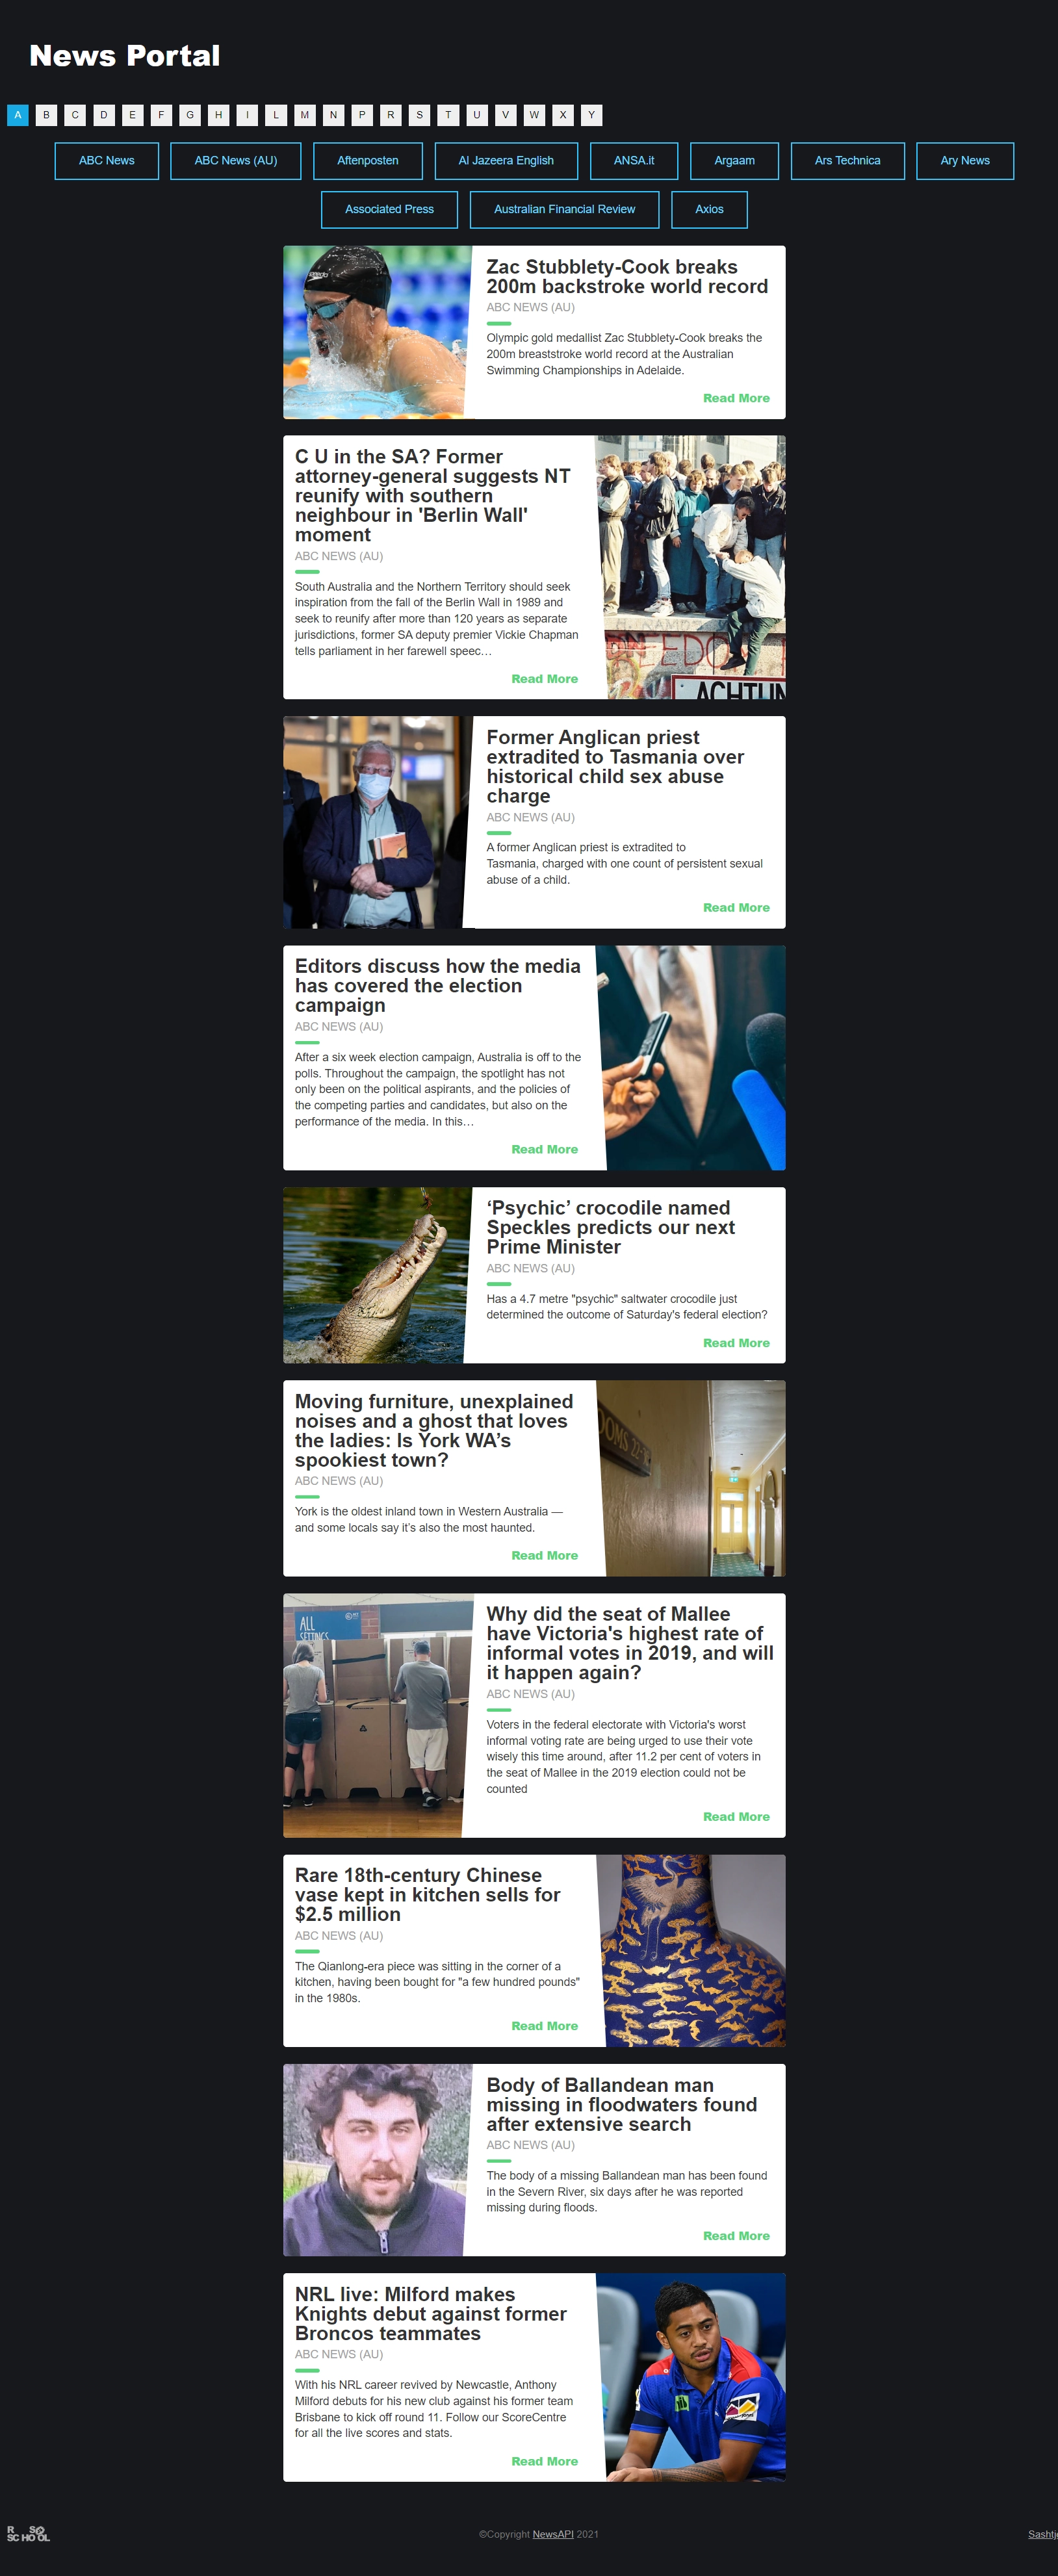 News Portal
A B C D E F G H I L M N P R S T U V W X Y
ABC News ABC News (AU) Aftenposten Al Jazeera English ANSA.it Argaam Ars Technica Ary News
Associated Press Australian Financial Review Axios
speedo
Zac Stubblety-Cook breaks
200m backstroke world record
ABC NEWS (AU)
Olympic gold medallist Zac Stubblety-Cook breaks the
200m breaststroke world record at the Australian
Swimming Championships in Adelaide.
Read More
C U in the SA? Former
attorney-general suggests NT
reunify with southern
neighbour in 'Berlin Wall'
moment
ABC NEWS (AU)
South Australia and the Northern Territory should seek
inspiration from the fall of the Berlin Wall in 1989 and
seek to reunify after more than 120 years as separate
jurisdictions, former SA deputy premier Vickie Chapman
tells parliament in her farewell speec…
Read More
ACHTUN
Former Anglican priest
extradited to Tasmania over
historical child sex abuse
charge
ABC NEWS (AU)
A former Anglican priest is extradited to
Tasmania, charged with one count of persistent sexual
abuse of a child.
Read More
Editors discuss how the media
has covered the election
campaign
ABC NEWS (AU)
After a six week election campaign, Australia is off to the
polls. Throughout the campaign, the spotlight has not
only been on the political aspirants, and the policies of
the competing parties and candidates, but also on the
performance of the media. In this…
Read More
‘Psychic’ crocodile named
Speckles predicts our next
Prime Minister
ABC NEWS (AU)
Has a 4.7 metre "psychic" saltwater crocodile just
determined the outcome of Saturday's federal election?
Read More
Moving furniture, unexplained
noises and a ghost that loves
the ladies: Is York WA’s
spookiest town?
ABC NEWS (AU)
York is the oldest inland town in Western Australia —
and some locals say it’s also the most haunted.
Read More
OOMS 22-
ALL
SETTINGS
Why did the seat of Mallee
have Victoria's highest rate of
informal votes in 2019, and will
it happen again?
ABC NEWS (AU)
Voters in the federal electorate with Victoria's worst
informal voting rate are being urged to use their vote
wisely this time around, after 11.2 per cent of voters in
the seat of Mallee in the 2019 election could not be
counted
Read More
Rare 18th-century Chinese
vase kept in kitchen sells for
$2.5 million
ABC NEWS (AU)
The Qianlong-era piece was sitting in the corner of a
kitchen, having been bought for "a few hundred pounds"
in the 1980s.
Read More
Body of Ballandean man
missing in floodwaters found
after extensive search
ABC NEWS (AU)
The body of a missing Ballandean man has been found
in the Severn River, six days after he was reported
missing during floods.
Read More
NRL live: Milford makes
Knights debut against former
Broncos teammates
ABC NEWS (AU)
With his NRL career revived by Newcastle, Anthony
Milford debuts for his new club against his former team
Brisbane to kick off round 11. Follow our ScoreCentre
for all the live scores and stats.
Read More
R S
SCHOOL
©Copyright NewsAPI 2021
Sashtj